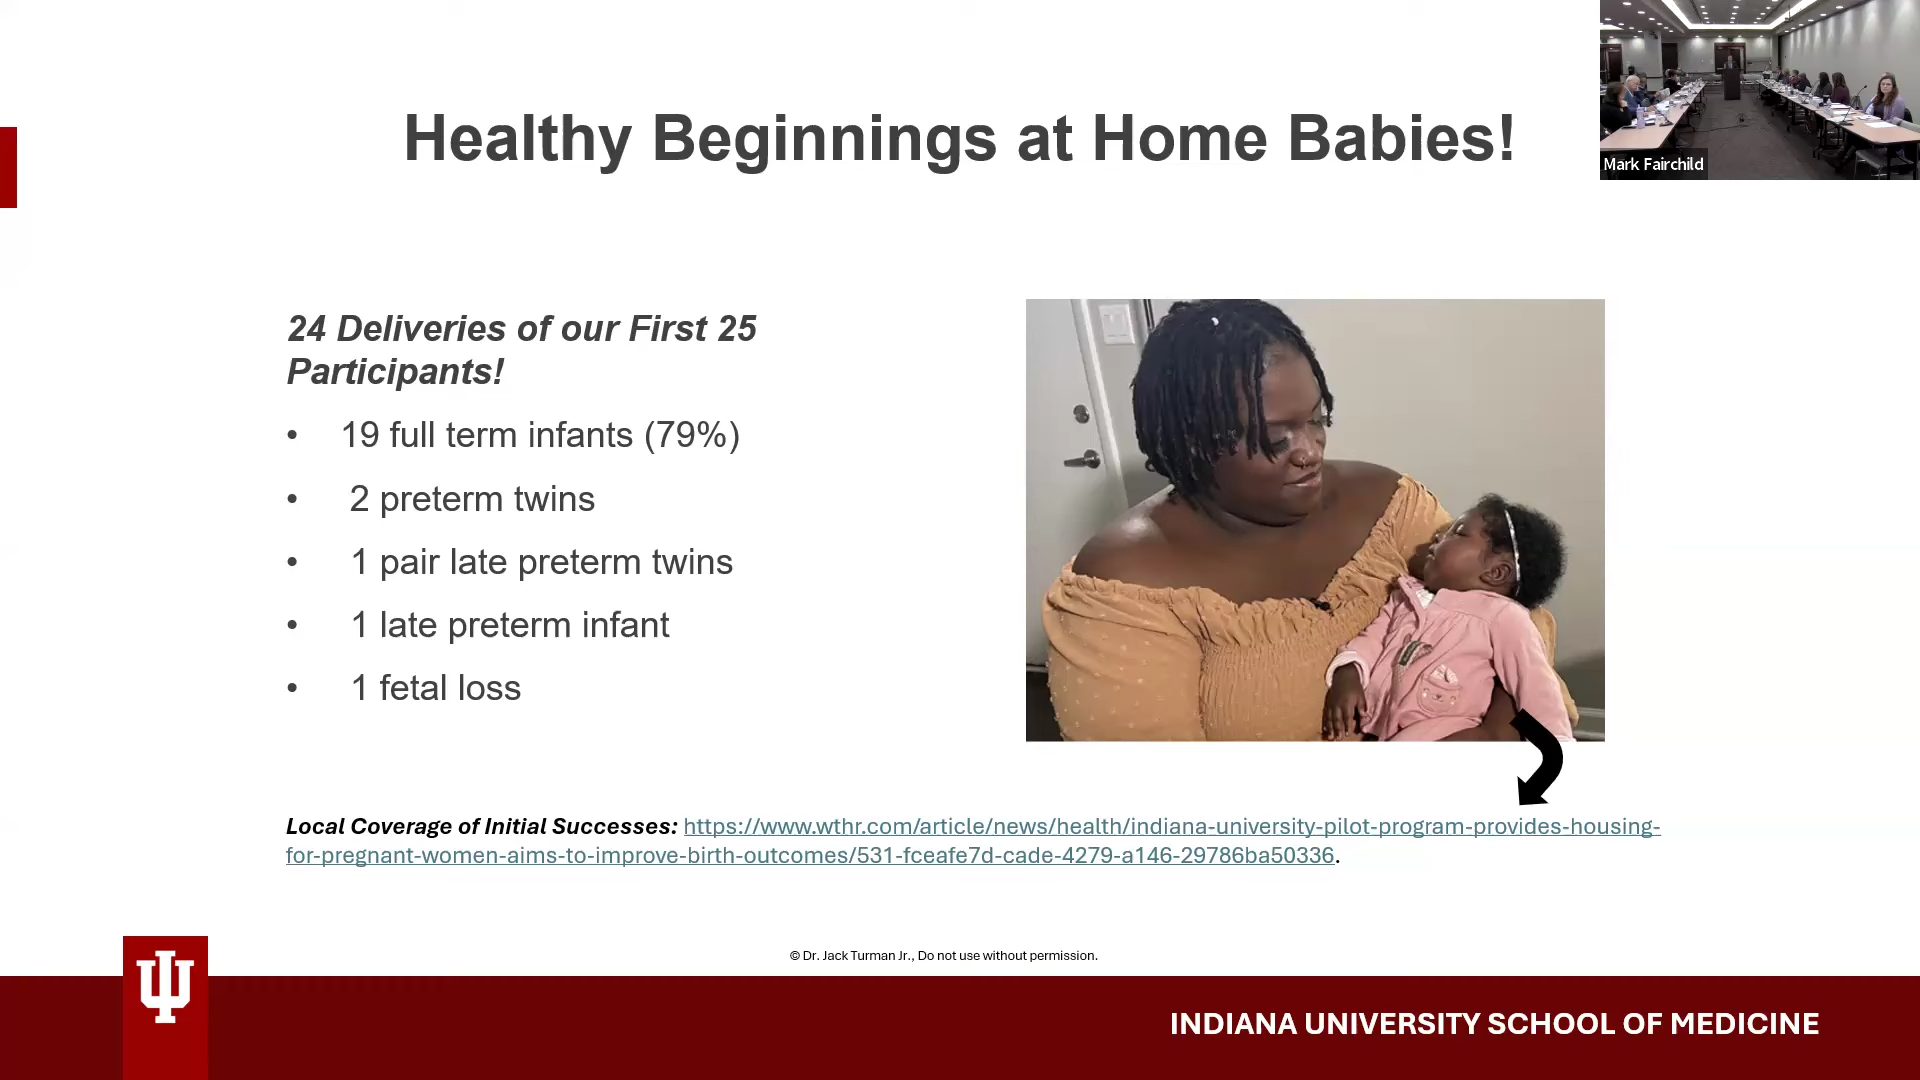 Healthy Beginnings at Home Babies!
Mark Fairchild
24 Deliveries of our First 25
Participants!
• 19 full term infants (79%)
• 2 preterm twins
• 1 pair late preterm twins
• 1 late preterm infant
• 1 fetal loss
Local Coverage of Initial Successes: https://www.wthr.com/article/news/health/indiana-university-pilot-program-provides-housing-
for-pregnant-women-aims-to-improve-birth-outcomes/531-fceafe7d-cade-4279-a146-29786ba50336.
© Dr. Jack Turman Jr., Do not use without permission.
INDIANA UNIVERSITY SCHOOL OF MEDICINE